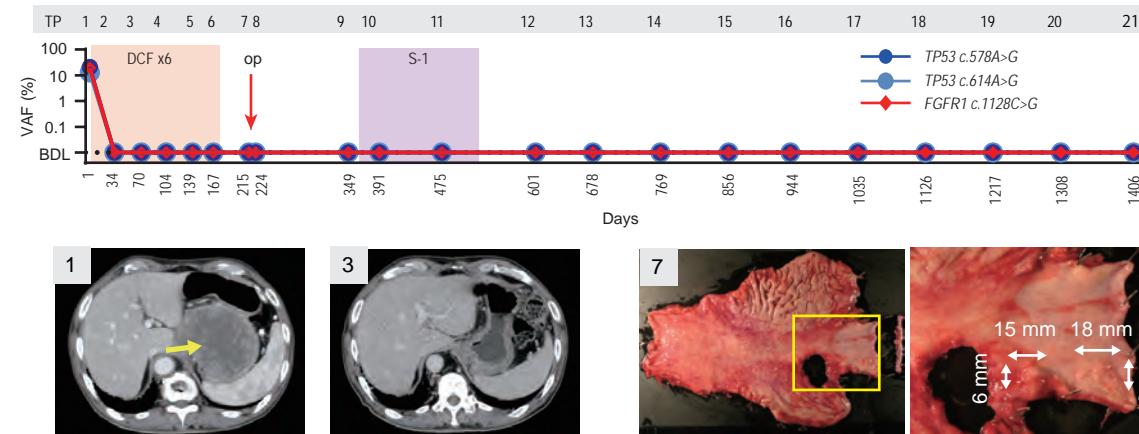 TP 1 2 3 4 5 6 7 8 9 10 11 12 13 14 15 16 17 18 19 20 21
100
10
1
0.1
BDL
VAF (%)
DCF x6
op
S-1
TP53 c.578A>G
TP53 c.614A>G
FGFR1 c.1128C>G
1 34 70 104 139 167 215 224 349 391 475 601 678 769 856 944 1035 1126 1217 1308 1406
Days
1
3
7
15 mm
18 mm
6 mm